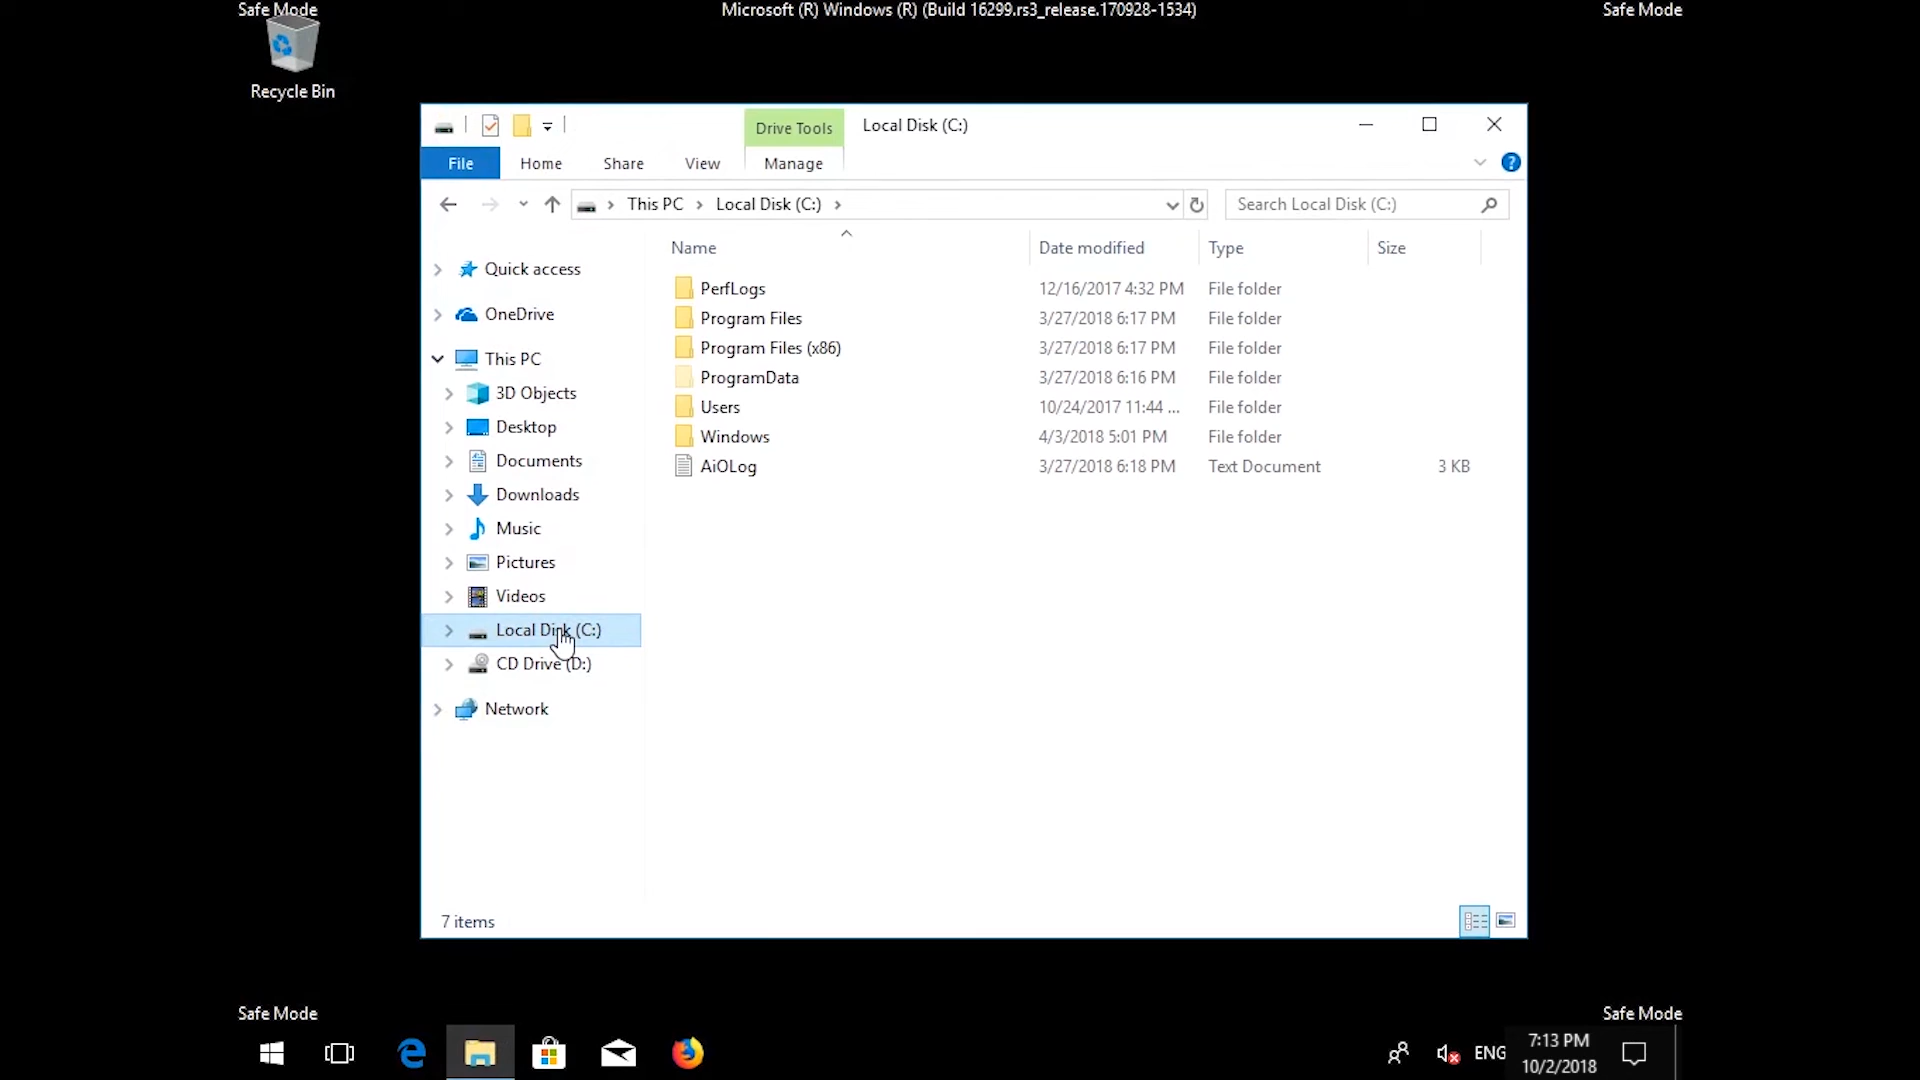 Safe Mode
Microsoft (R) Windows (R) (Build 16299.rs3_release.170928-1534)
Safe Mode
Recycle Bin
Drive Tools
Local Disk (C:)
File
Home
Share
View
Manage
This PC
Local Disk (C:)
Search Local Disk (C:)
Name
Date modified
Type
Size
Quick access
OneDrive
This PC
3D Objects
Desktop
Documents
Downloads
Music
Pictures
Videos
Local Disk (C:)
CD Drive (D:)
Network
PerfLogs 12/16/2017 4:32 PM File folder
Program Files 3/27/2018 6:17 PM File folder
Program Files (x86) 3/27/2018 6:17 PM File folder
ProgramData 3/27/2018 6:16 PM File folder
Users 10/24/2017 11:44 ... File folder
Windows 4/3/2018 5:01 PM File folder
AiOLog 3/27/2018 6:18 PM Text Document 3 KB
7 items
Safe Mode
Safe Mode
ENG
7:13 PM
10/2/2018